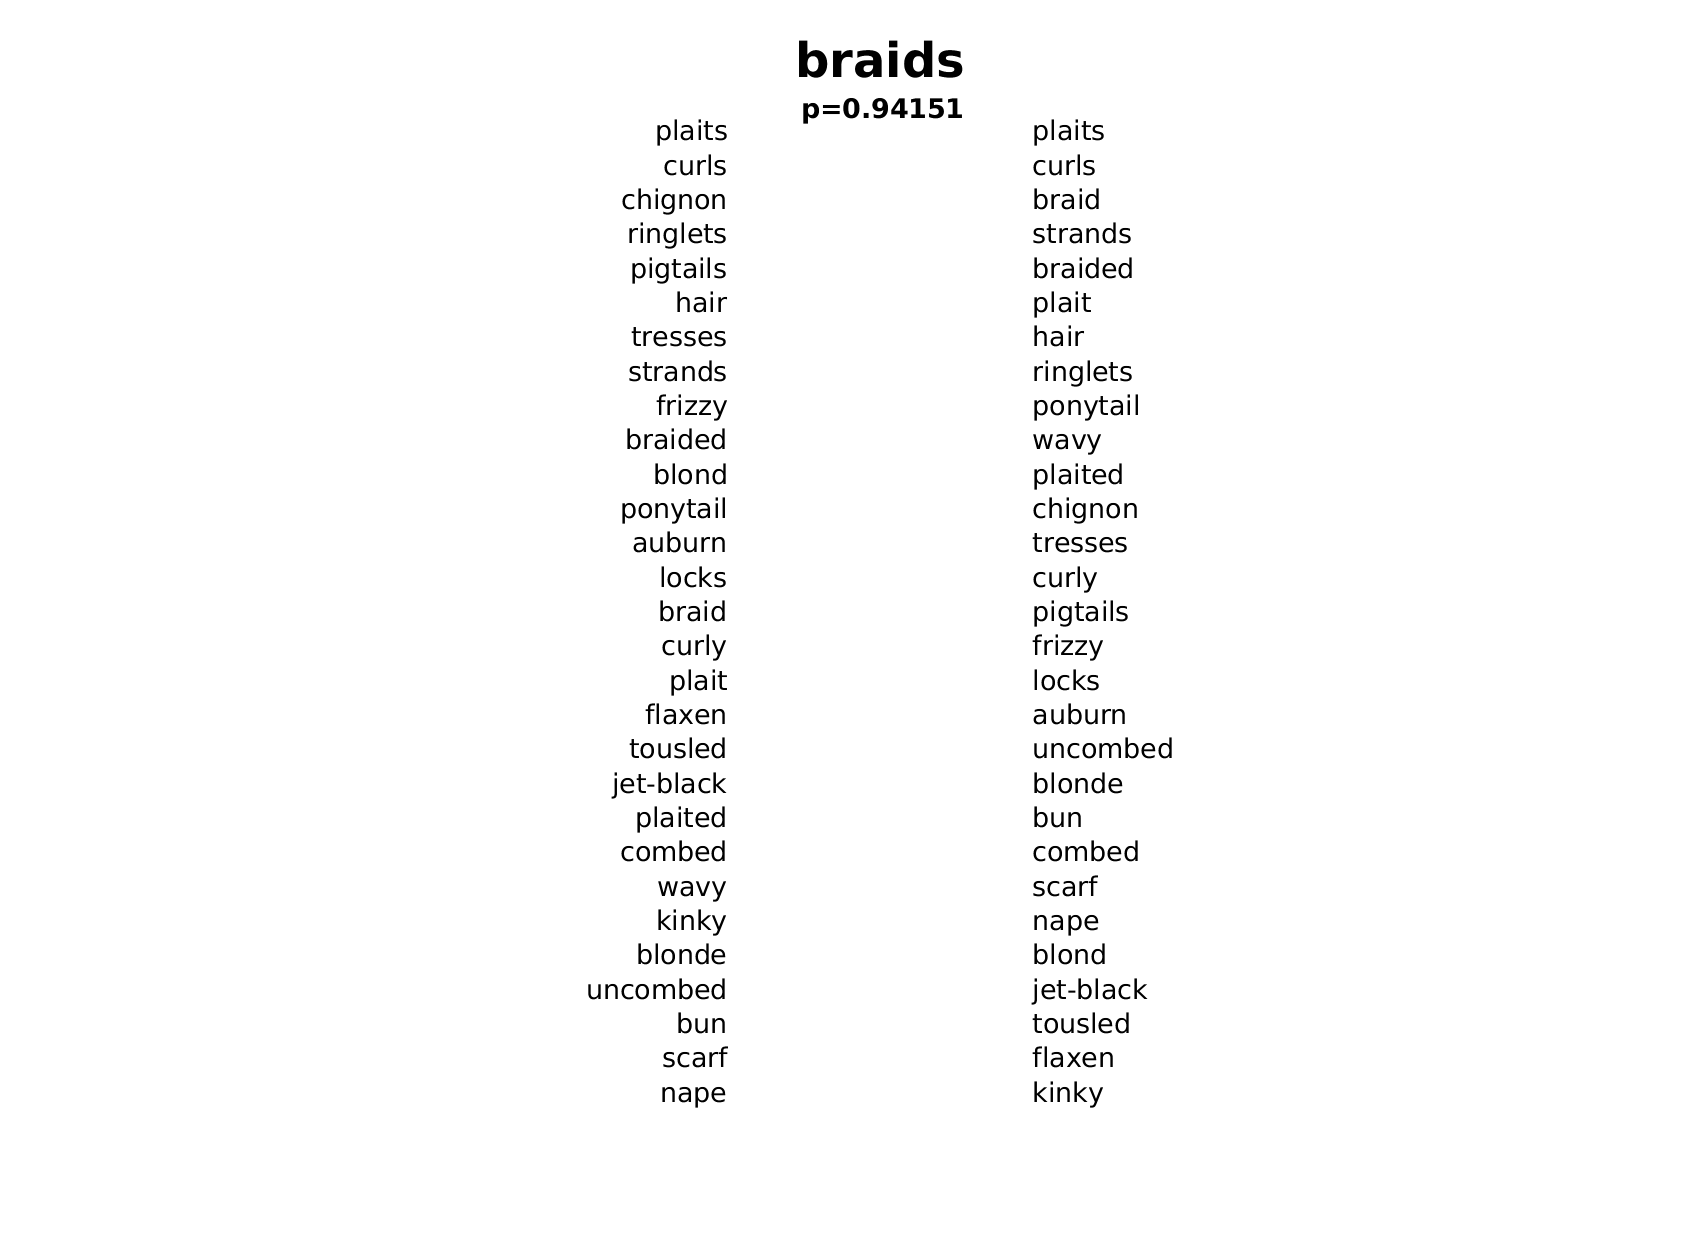 braids
p=0.94151
plaits plaits
curls curls
chignon braid
ringlets strands
pigtails braided
hair plait
tresses hair
strands ringlets
frizzy ponytail
braided wavy
blond plaited
ponytail chignon
auburn tresses
locks curly
braid pigtails
curly frizzy
plait locks
flaxen auburn
tousled uncombed
jet-black blonde
plaited bun
combed combed
wavy scarf
kinky nape
blonde blond
uncombed jet-black
bun tousled
scarf flaxen
nape kinky